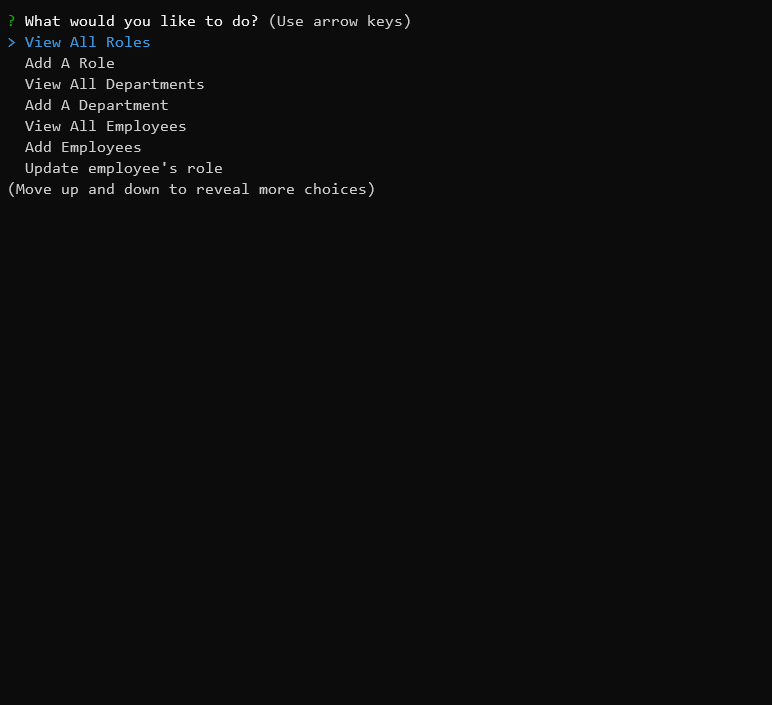 ? What would you like to do? (Use arrow keys)
> View All Roles
Add A Role
View All Departments
Add A Department
View All Employees
Add Employees
Update employee's role
(Move up and down to reveal more choices)